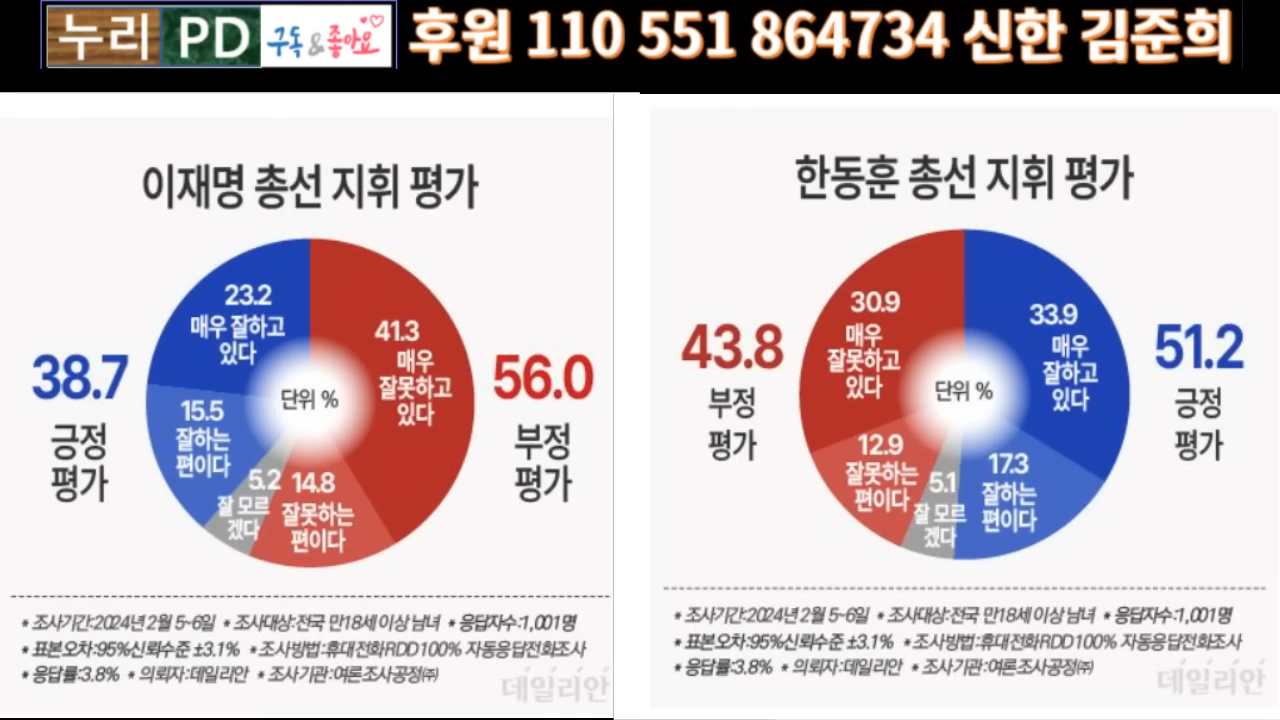 누리 PD 구독 & 좋아요 후원 110 551 864734 신한 김준희
이재명 총선 지휘 평가
23.2
매우 잘하고
있다
41.3
매우
잘못하고
있다
단위 %
38.7
긍정
평가
56.0
부정
평가
15.5
잘하는
편이다
5.2
잘 모르
겠다
14.8
잘못하는
편이다
* 조사기간:2024년 2월 5~6일 * 조사대상:전국 만18세 이상 남녀 * 응답자수:1,001명
* 표본오차:95%신뢰수준 ±3.1% * 조사방법:휴대전화RDD100% 자동응답전화조사
* 응답률:3.8% * 의뢰자:데일리안 * 조사기관:여론조사공정㈜
데일리안
한동훈 총선 지휘 평가
30.9
매우
잘못하고
있다
33.9
매우
잘하고
있다
단위 %
43.8
부정
평가
51.2
긍정
평가
12.9
잘못하는
편이다
5.1
잘 모르
겠다
17.3
잘하는
편이다
* 조사기간:2024년 2월 5~6일 * 조사대상:전국 만18세 이상 남녀 * 응답자수:1,001명
* 표본오차:95%신뢰수준 ±3.1% * 조사방법:휴대전화RDD100% 자동응답전화조사
* 응답률:3.8% * 의뢰자:데일리안 * 조사기관:여론조사공정㈜
데일리안